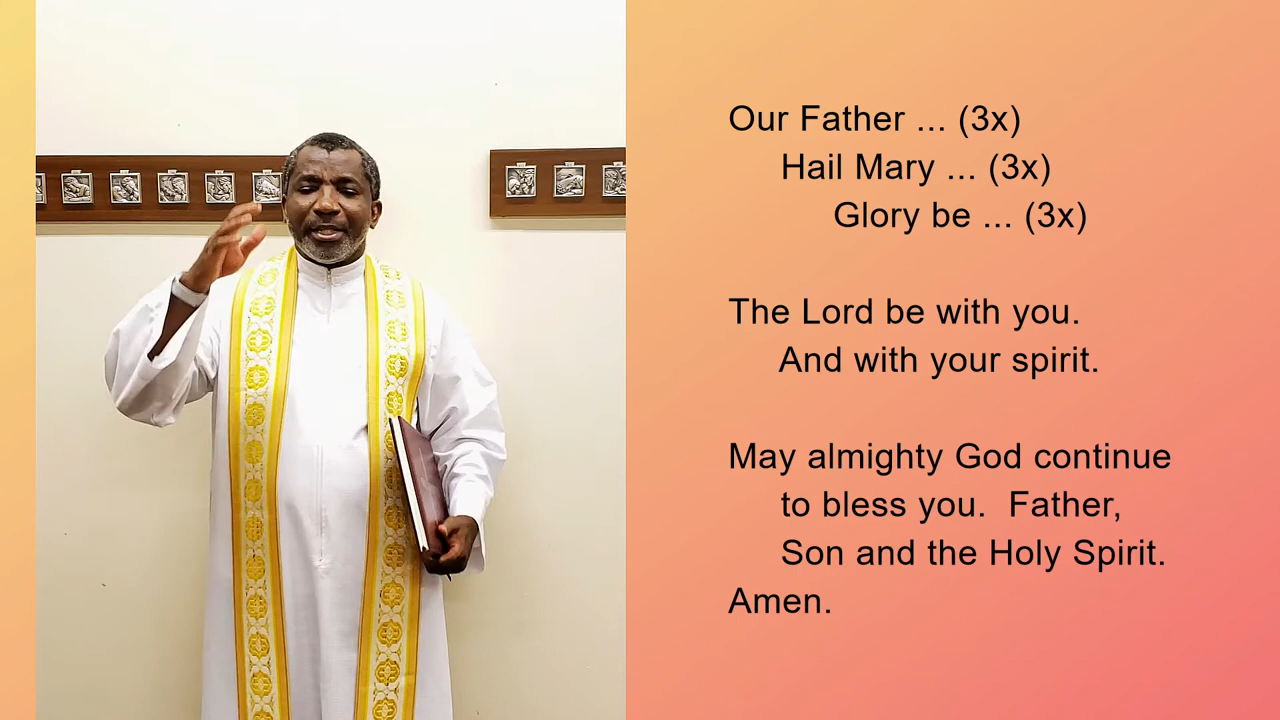 Our Father ... (3x)
Hail Mary ... (3x)
Glory be ... (3x)
The Lord be with you.
And with your spirit.
May almighty God continue
to bless you.  Father,
Son and the Holy Spirit.
Amen.